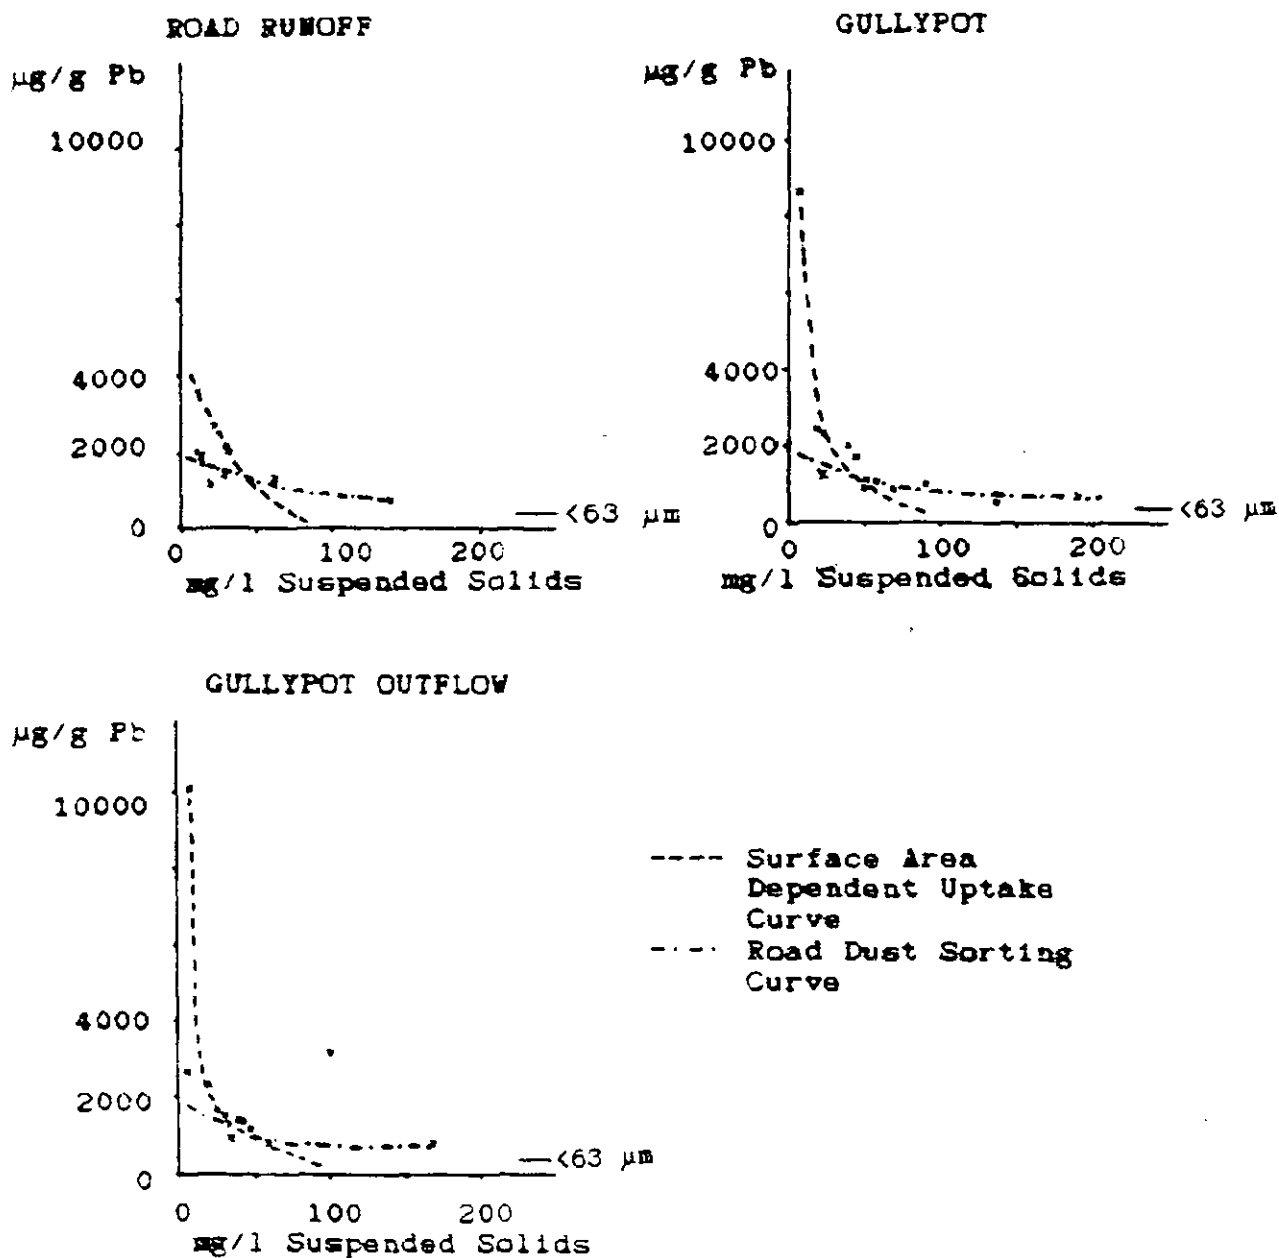 ROAD RUNOFF
µg/g Pb
10000
4000
2000
0
0 100 200
mg/l Suspended Solids
<63 µm
GULLYPOT
µg/g Pb
10000
4000
2000
0
0 100 200
mg/l Suspended Solids
<63 µm
GULLYPOT OUTFLOW
µg/g Pb
10000
4000
2000
0
0 100 200
mg/l Suspended Solids
<63 µm
Surface Area
Dependent Uptake
Curve
Road Dust Sorting
Curve